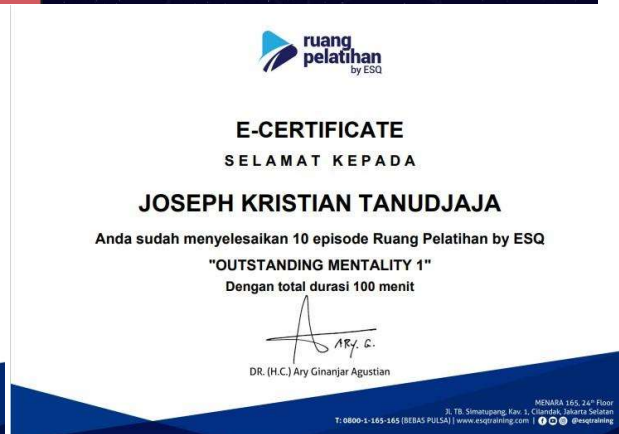 ruang
pelatihan
by ESQ
E-CERTIFICATE
SELAMAT KEPADA
JOSEPH KRISTIAN TANUDJAJA
Anda sudah menyelesaikan 10 episode Ruang Pelatihan by ESQ
"OUTSTANDING MENTALITY 1"
Dengan total durasi 100 menit
ARy. G.
DR. (H.C.) Ary Ginanjar Agustian
MENARA 165, 24th Floor
Jl. TB. Simatupang, Kav. 1, Cilandak, Jakarta Selatan
T: 0800-1-165-165 (BEBAS PULSA) | www.esqtraining.com | @esqtraining